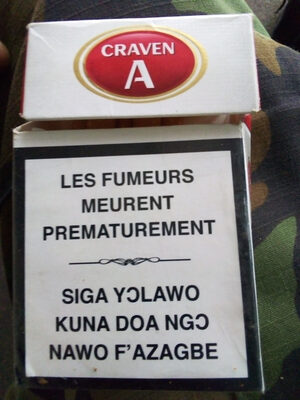 CRAVEN
A
LES FUMEURS
MEURENT
PREMATUREMENT
SIGA YƆLAWO
KUNA DOA NGƆ
NAWO F'AZAGBE